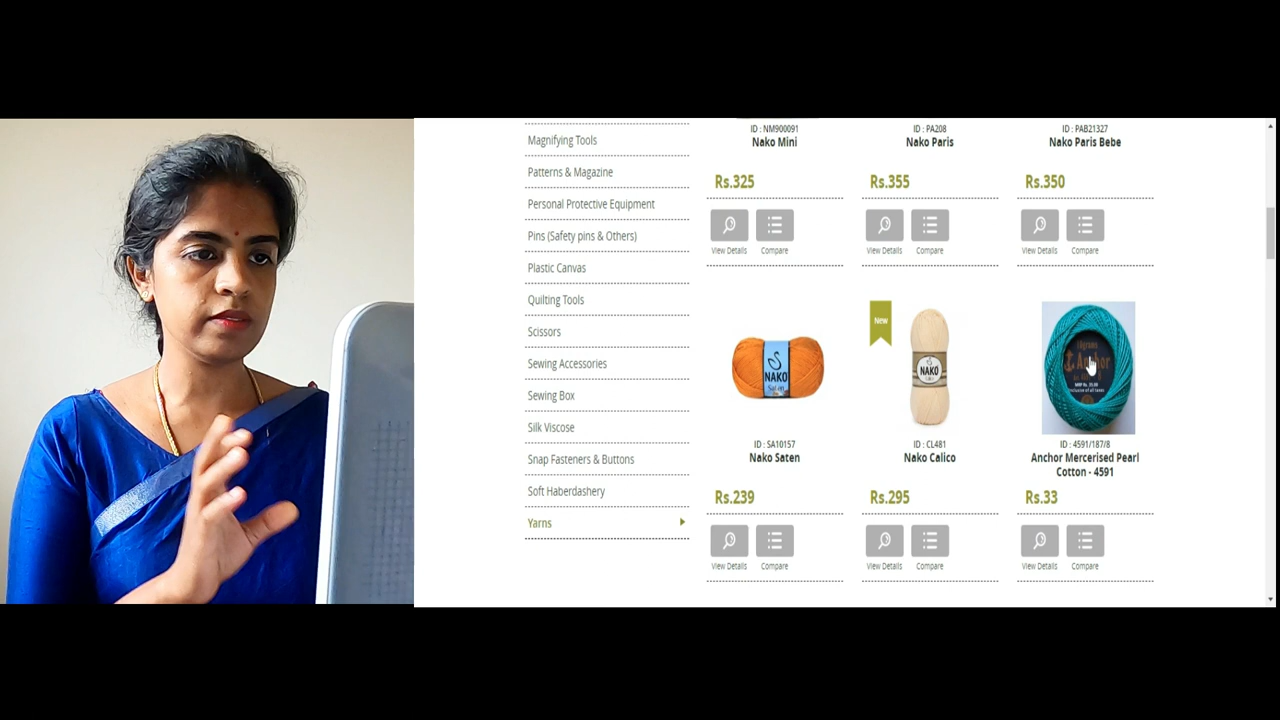 Magnifying Tools
Patterns & Magazine
Personal Protective Equipment
Pins (Safety pins & Others)
Plastic Canvas
Quilting Tools
Scissors
Sewing Accessories
Sewing Box
Silk Viscose
Snap Fasteners & Buttons
Soft Haberdashery
Yarns
ID : NM900091
Nako Mini
Rs.325
View Details Compare
ID : PA208
Nako Paris
Rs.355
View Details Compare
ID : PAB21327
Nako Paris Bebe
Rs.350
View Details Compare
NAKO
Saten
ID : SA10157
Nako Saten
Rs.239
View Details Compare
New
NAKO
ID : CL481
Nako Calico
Rs.295
View Details Compare
Anchor
ID : 4591/187/8
Anchor Mercerised Pearl
Cotton - 4591
Rs.33
View Details Compare